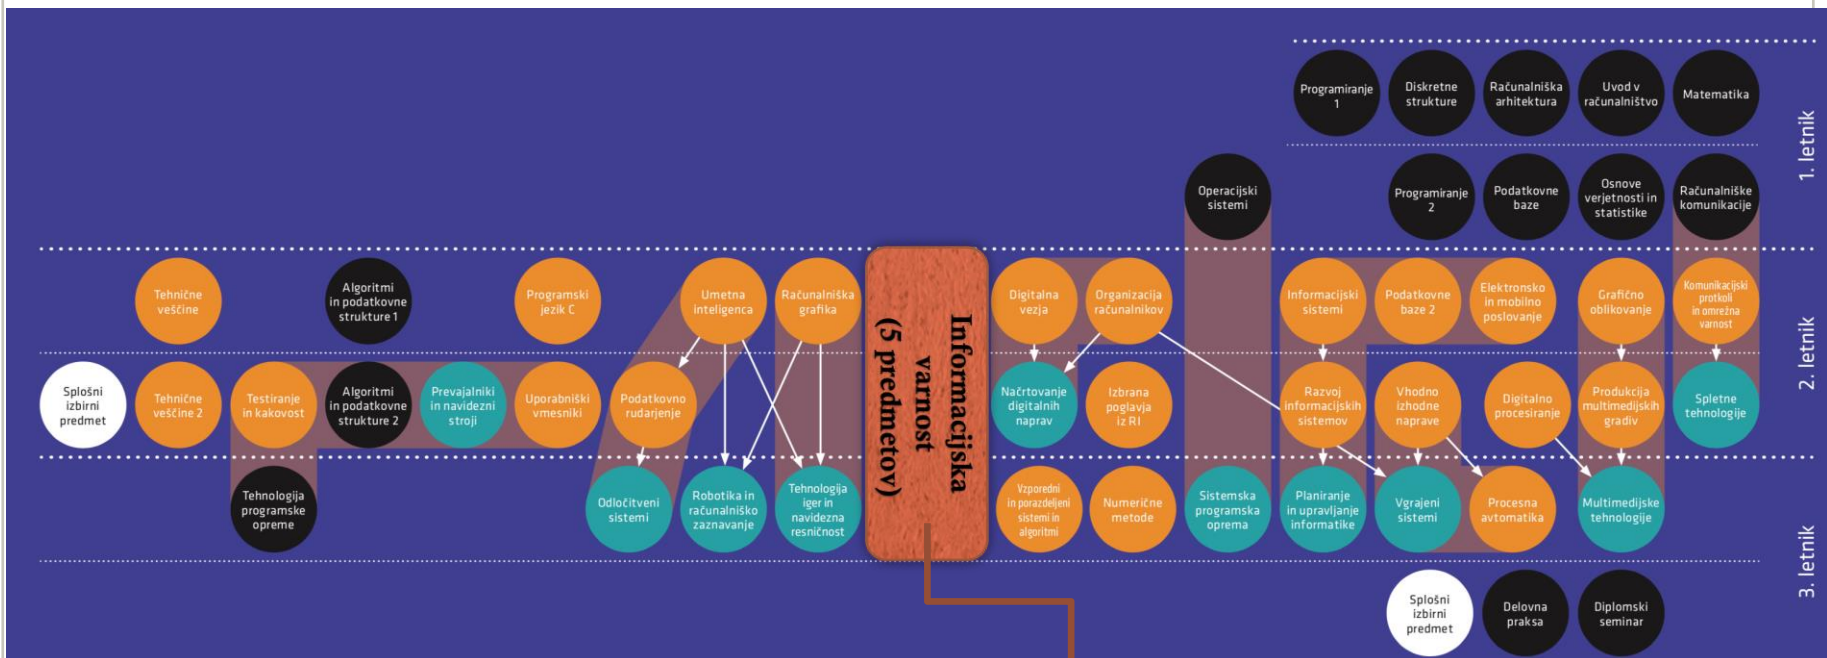 Programiranje
1
Diskretne
strukture
Računalniška
arhitektura
Uvod v
računalništvo
Matematika
1. letnik
Operacijski
sistemi
Programiranje
2
Podatkovne
baze
Osnove
verjetnosti in
statistike
Računalniške
komunikacije
Tehnične
veščine
Algoritmi
in podatkovne
strukture 1
Programski
jezik C
Umetna
inteligenca
Računalniška
grafika
Informacijska
varnost
(5 predmetov)
Digitalna
vezja
Organizacija
računalnikov
Informacijski
sistemi
Podatkovne
baze 2
Elektronsko
in mobilno
poslovanje
Grafično
oblikovanje
Komunikacijski
protkoli
in omrežna
varnost
2. letnik
Splošni
izbirni
predmet
Tehnične
veščine 2
Testiranje
in kakovost
Algoritmi
in podatkovne
strukture 2
Prevajalniki
in navidezni
stroji
Uporabniški
vmesniki
Podatkovno
rudarjenje
Načrtovanje
digitalnih
naprav
Izbrana
poglavja
iz RI
Razvoj
informacijskih
sistemov
Vhodno
izhodne
naprave
Digitalno
procesiranje
Produkcija
multimedijskih
gradiv
Spletne
tehnologije
Tehnologija
programske
opreme
Odločitveni
sistemi
Robotika in
računalniško
zaznavanje
Tehnologija
iger in
navidezna
resničnost
Vzporedni
in porazdeljeni
sistemi in
algoritmi
Numerične
metode
Sistemska
programska
oprema
Planiranje
in upravljanje
informatike
Vgrajeni
sistemi
Procesna
avtomatika
Multimedijske
tehnologije
3. letnik
Splošni
izbirni
predmet
Delovna
praksa
Diplomski
seminar